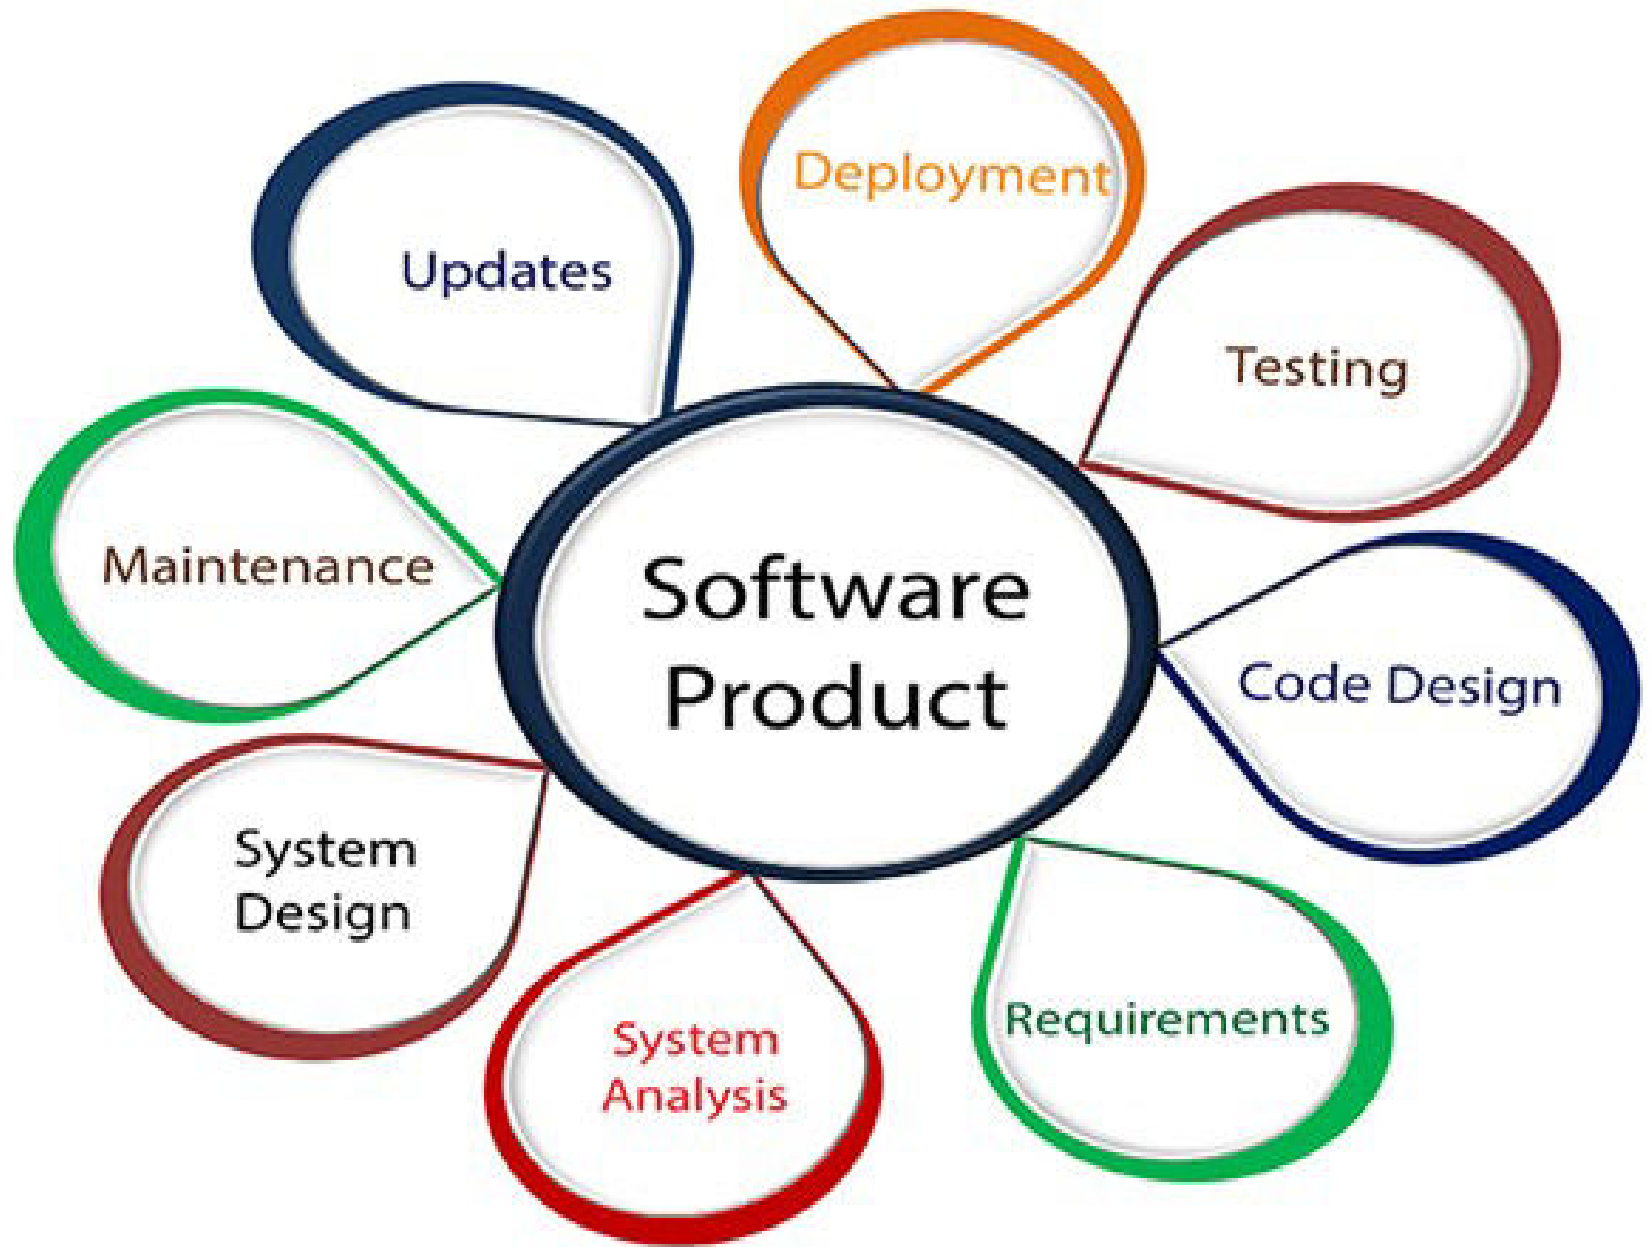 Deployment
Updates
Testing
Maintenance
Software
Product
Code Design
System
Design
System
Analysis
Requirements